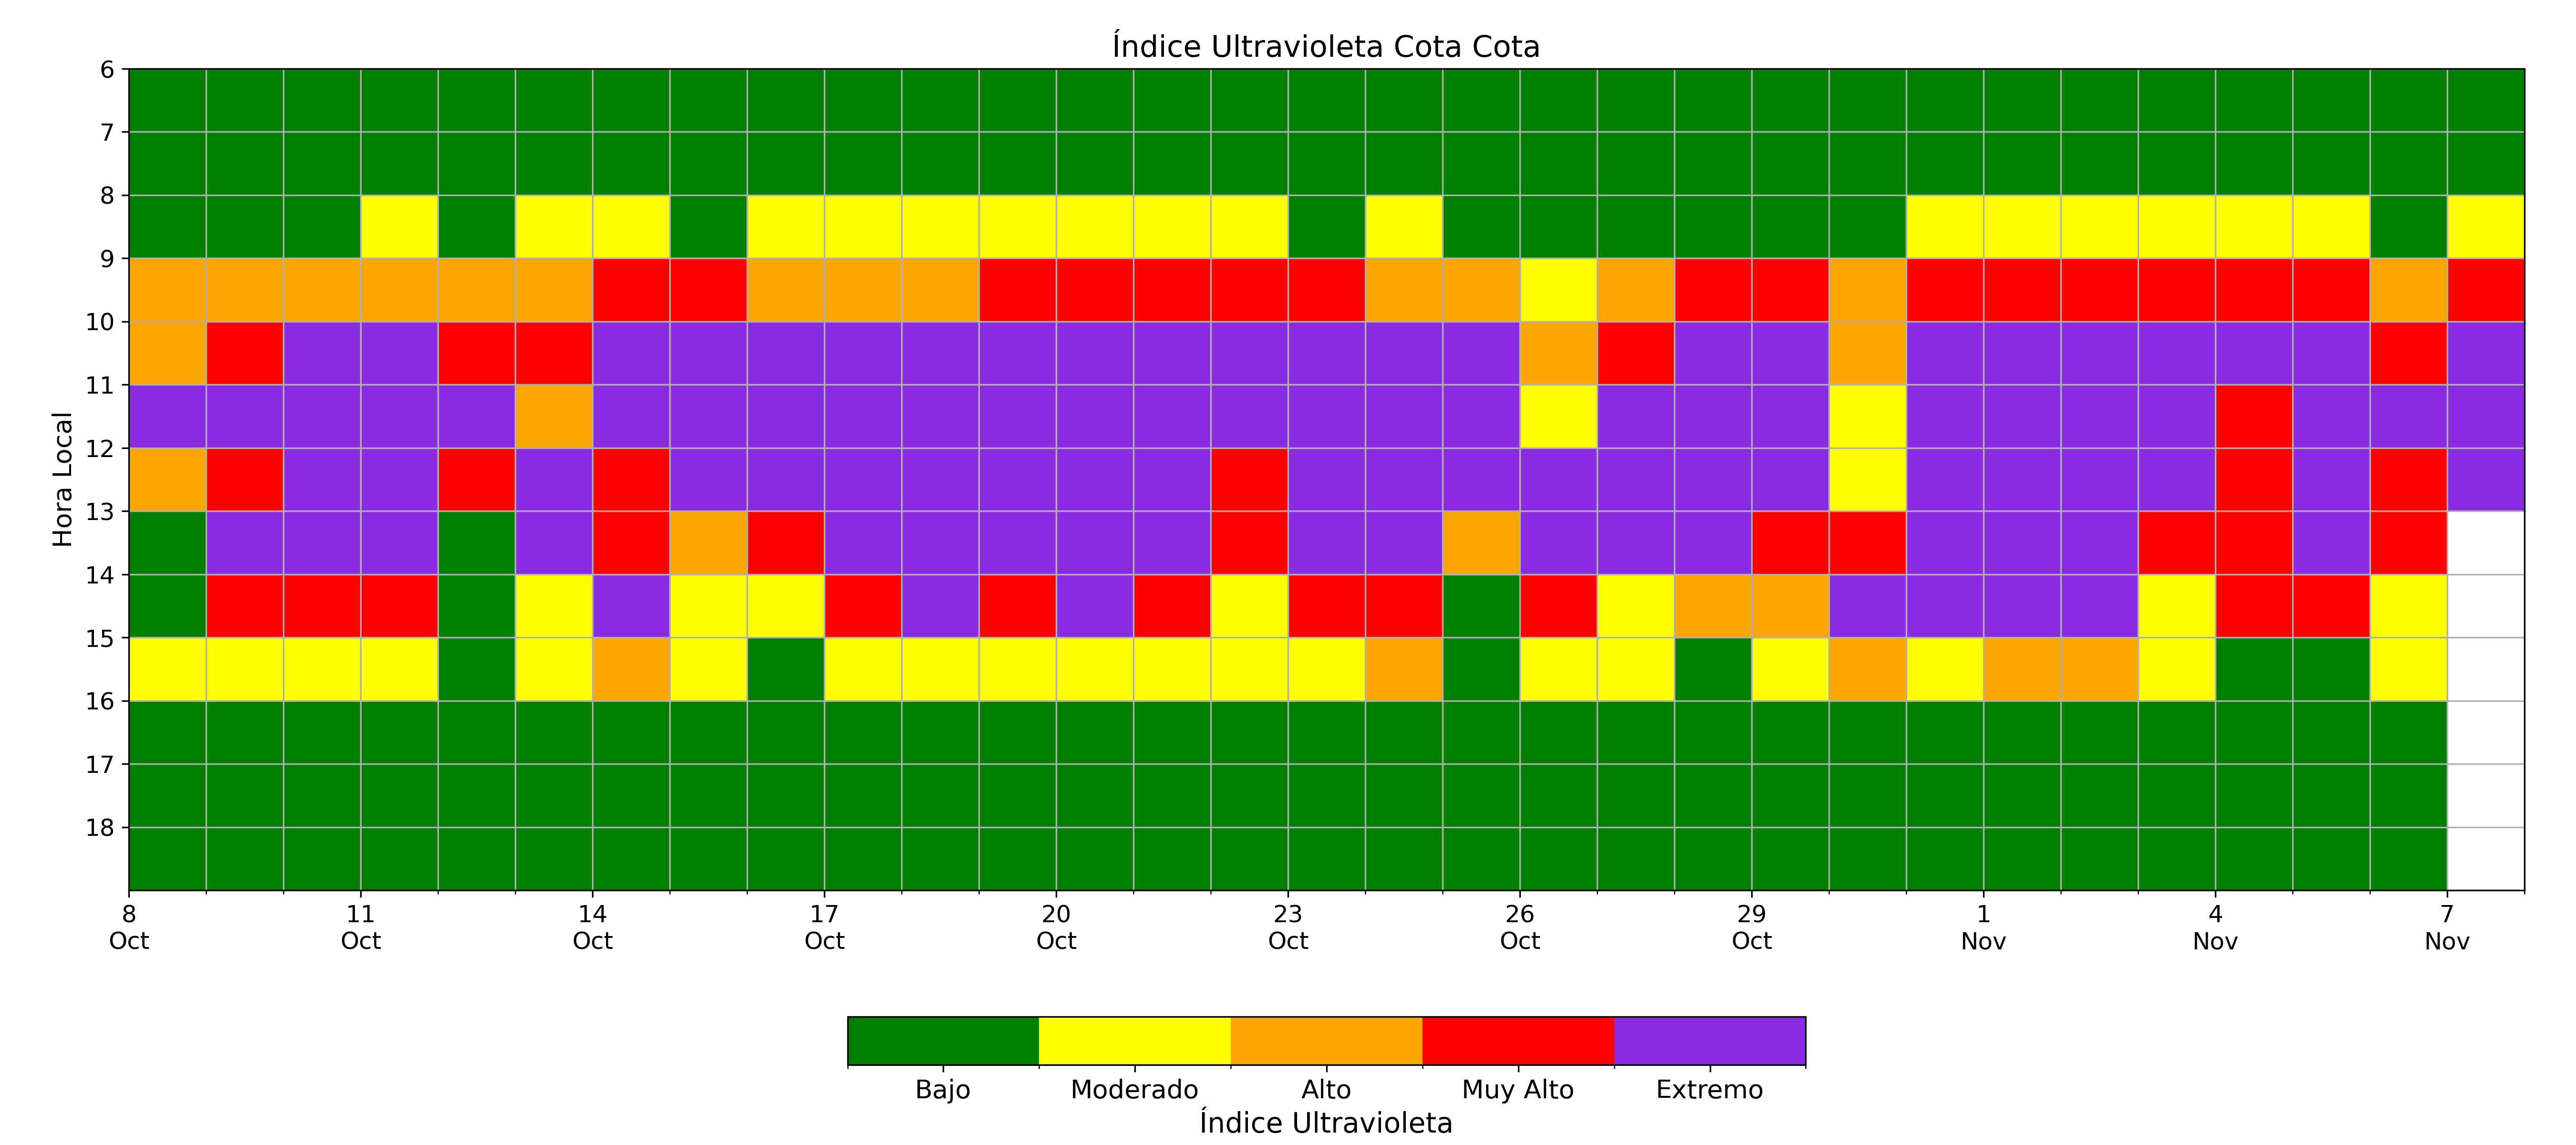 Índice Ultravioleta Cota Cota
6
7
8
9
10
11
12
13
14
15
16
17
18
Hora Local
8 11 14 17 20 23 26 29 1 4 7
Oct Oct Oct Oct Oct Oct Oct Oct Nov Nov Nov
Bajo Moderado Alto Muy Alto Extremo
Índice Ultravioleta